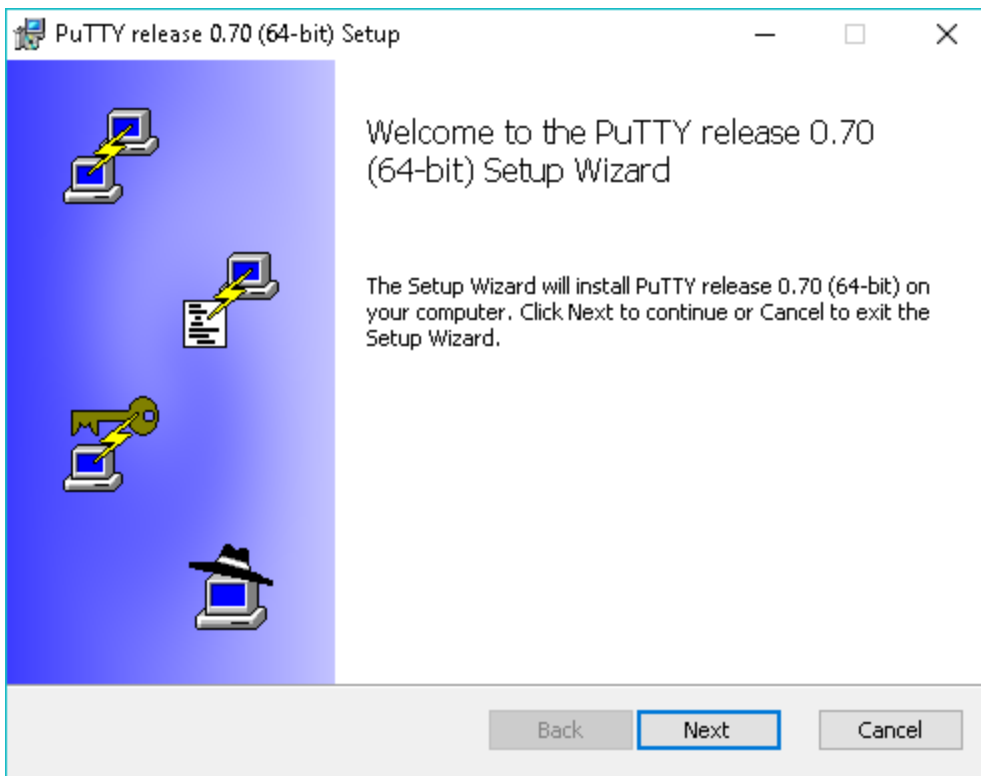 PuTTY release 0.70 (64-bit) Setup
Welcome to the PuTTY release 0.70
(64-bit) Setup Wizard
The Setup Wizard will install PuTTY release 0.70 (64-bit) on
your computer. Click Next to continue or Cancel to exit the
Setup Wizard.
Back
Next
Cancel